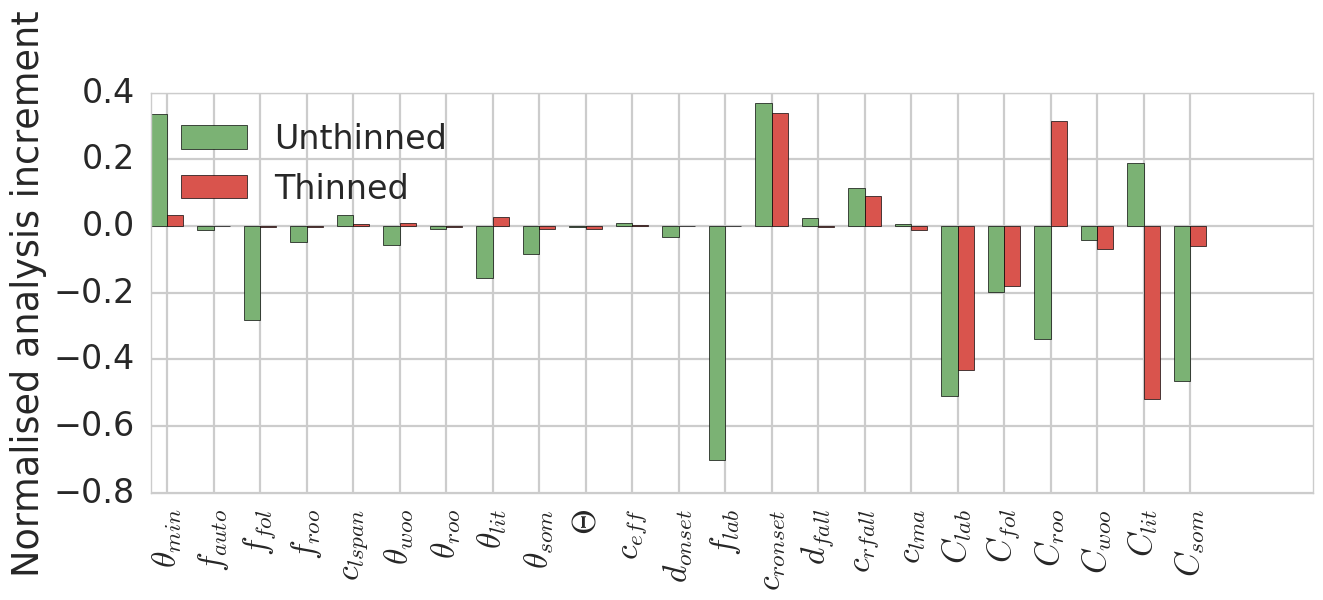 Normalised analysis increment
0.4
0.2
0.0
−0.2
−0.4
−0.6
−0.8
Unthinned
Thinned
θmin
fauto
ffol
froo
clspan
θwoo
θroo
θlit
θsom
Θ
ceff
donset
flab
cronset
dfall
crfall
clma
Clab
Cfol
Croo
Cwoo
Clit
Csom